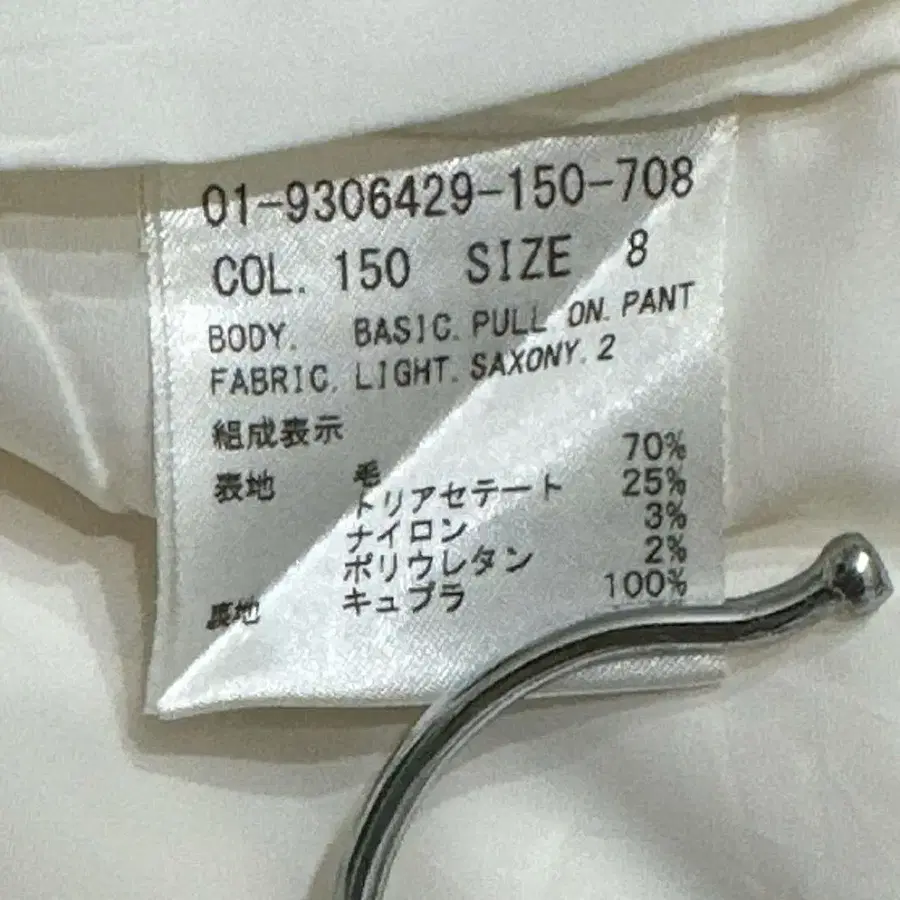 01-9306429-150-708
COL. 150 SIZE 8
BODY. BASIC. PULL ON. PANT
FABRIC. LIGHT. SAXONY. 2
組成表示
表地 毛 70%
トリアセテート 25%
ナイロン 3%
ポリウレタン 2%
裏地 キュプラ 100%